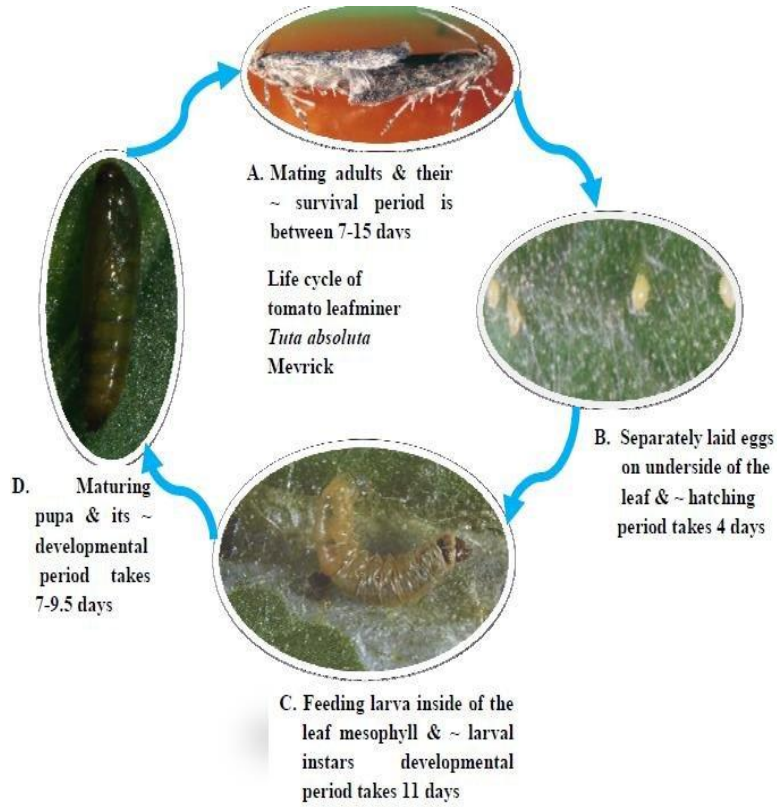 A. Mating adults & their
~ survival period is
between 7-15 days
Life cycle of
tomato leafminer
Tuta absoluta
Meyrick
B. Separately laid eggs
on underside of the
leaf & ~ hatching
period takes 4 days
C. Feeding larva inside of the
leaf mesophyll & ~ larval
instars developmental
period takes 11 days
D. Maturing
pupa & its ~
developmental
period takes
7-9.5 days